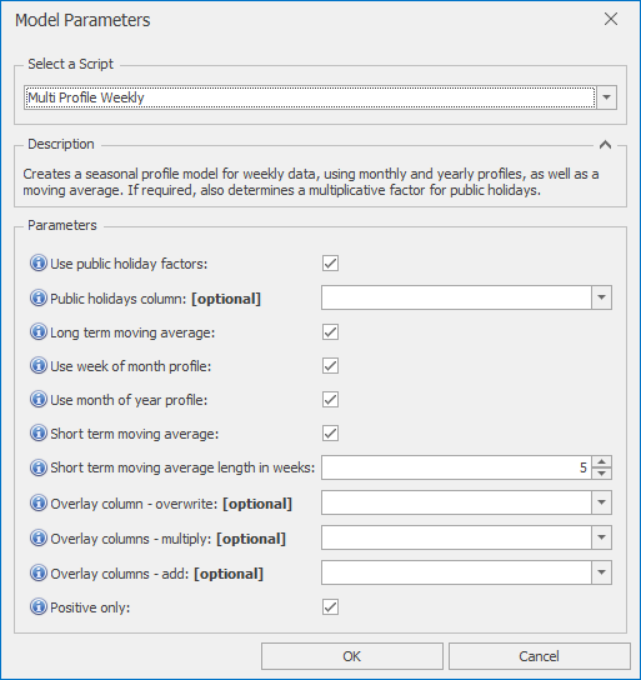 Model Parameters
Select a Script
Multi Profile Weekly
Description
Creates a seasonal profile model for weekly data, using monthly and yearly profiles, as well as a
moving average. If required, also determines a multiplicative factor for public holidays.
Parameters
Use public holiday factors:
Public holidays column: [optional]
Long term moving average:
Use week of month profile:
Use month of year profile:
Short term moving average:
Short term moving average length in weeks: 5
Overlay column - overwrite: [optional]
Overlay columns - multiply: [optional]
Overlay columns - add: [optional]
Positive only:
OK Cancel